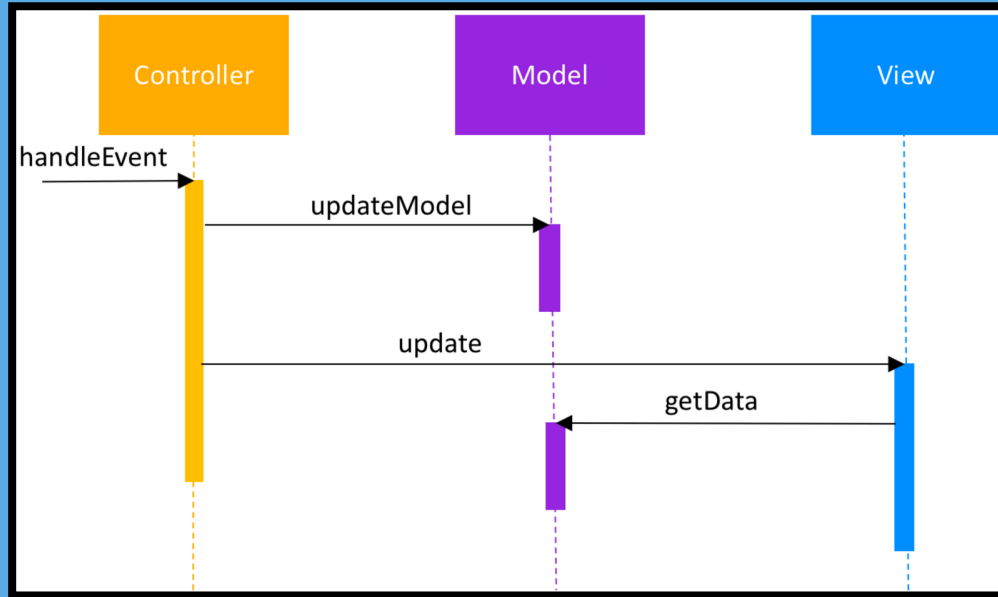 Controller
Model
View
handleEvent
updateModel
update
getData